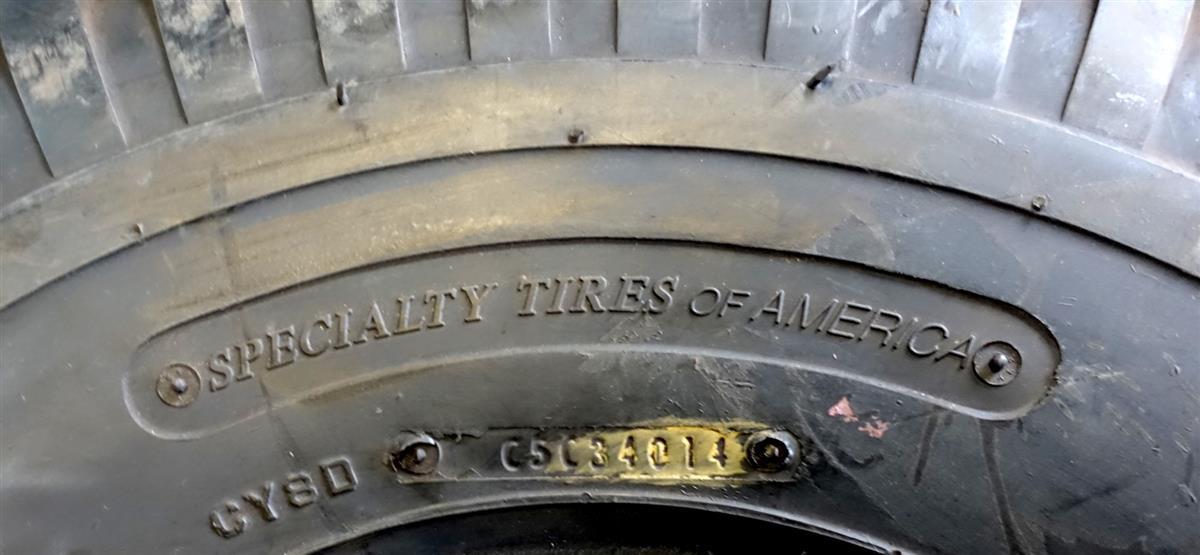 SPECIALTY TIRES OF AMERICA
CY8D
C5C34014